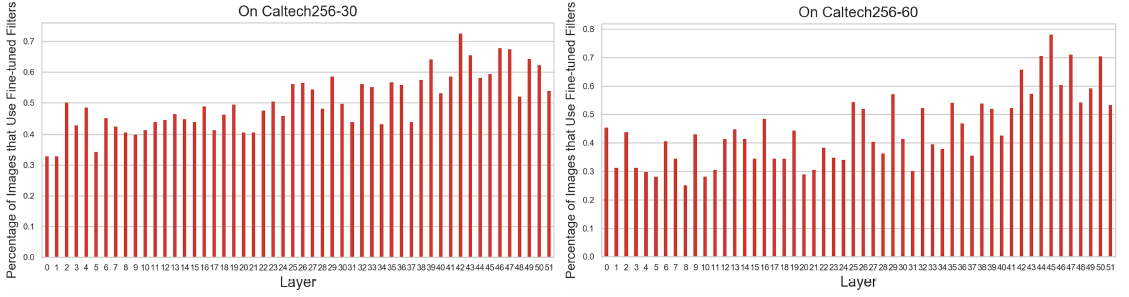 On Caltech256-30
Percentage of Images that Use Fine-tuned Filters
0.7
0.6
0.5
0.4
0.3
0.2
0.1
0.0
0 1 2 3 4 5 6 7 8 9 10 11 12 13 14 15 16 17 18 19 20 21 22 23 24 25 26 27 28 29 30 31 32 33 34 35 36 37 38 39 40 41 42 43 44 45 46 47 48 49 50 51
Layer
On Caltech256-60
Percentage of Images that Use Fine-tuned Filters
0.8
0.7
0.6
0.5
0.4
0.3
0.2
0.1
0.0
0 1 2 3 4 5 6 7 8 9 10 11 12 13 14 15 16 17 18 19 20 21 22 23 24 25 26 27 28 29 30 31 32 33 34 35 36 37 38 39 40 41 42 43 44 45 46 47 48 49 50 51
Layer